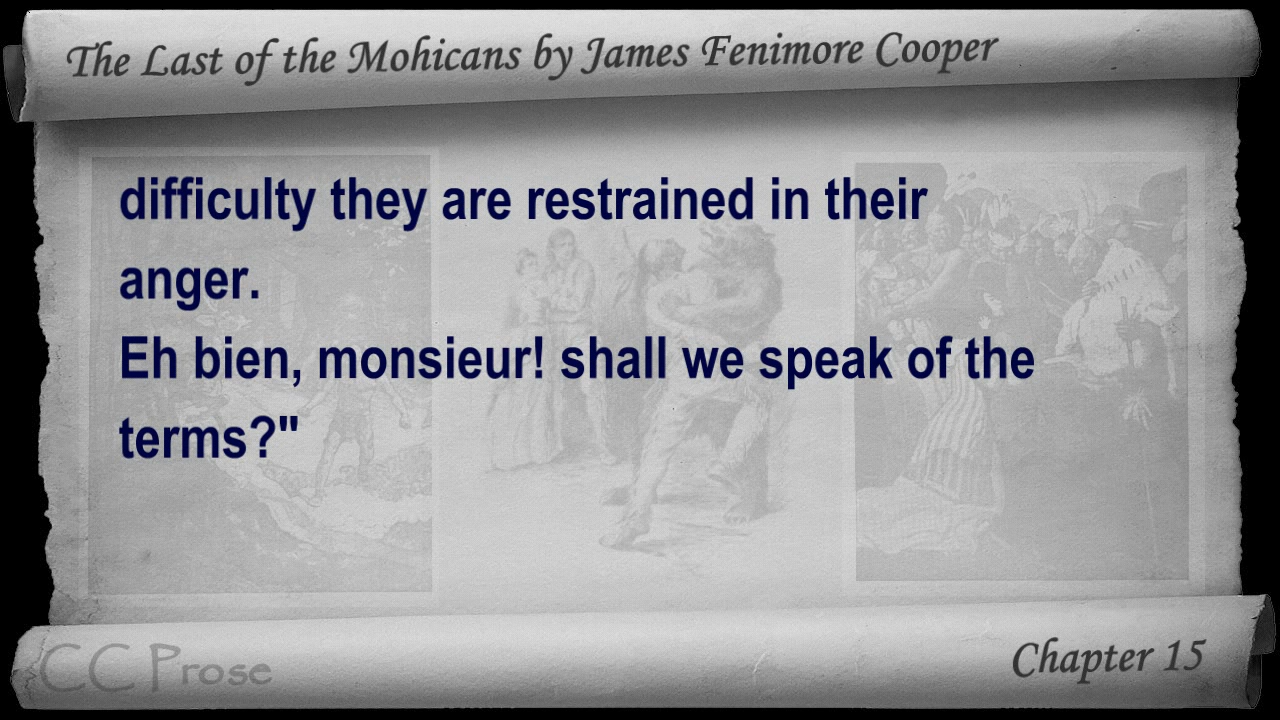 The Last of the Mohicans by James Fenimore Cooper
difficulty they are restrained in their
anger.
Eh bien, monsieur! shall we speak of the
terms?"
CC Prose
Chapter 15